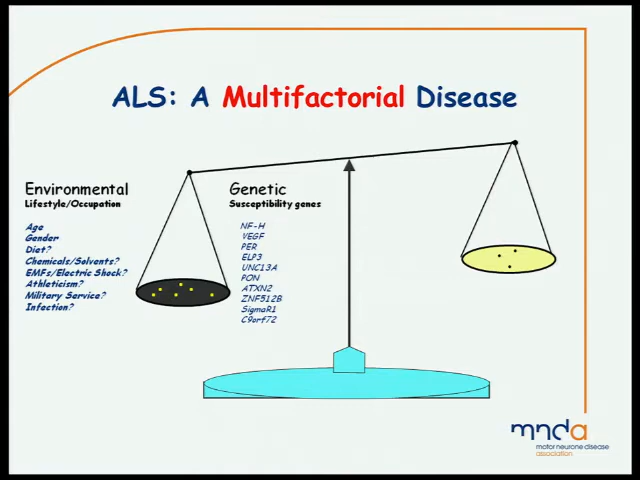 ALS: A Multifactorial Disease
Environmental
Lifestyle/Occupation
Age
Gender
Diet?
Chemicals/Solvents?
EMFs/Electric Shock?
Athleticism?
Military Service?
Infection?
Genetic
Susceptibility genes
NF-H
VEGF
PER
ELP3
UNC13A
PON
ATXN2
ZNF512B
SigmaR1
C9orf72
mnda
motor neurone disease
association